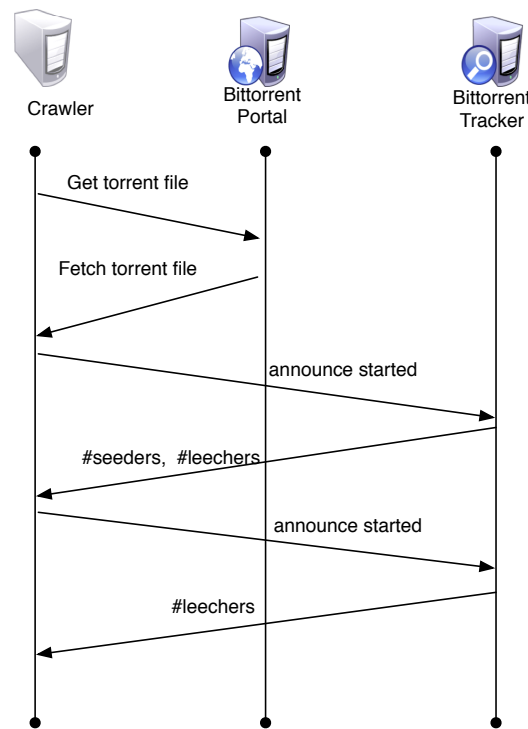 Crawler
Bittorrent
Portal
Bittorrent
Tracker
Get torrent file
Fetch torrent file
announce started
#seeders, #leechers
announce started
#leechers